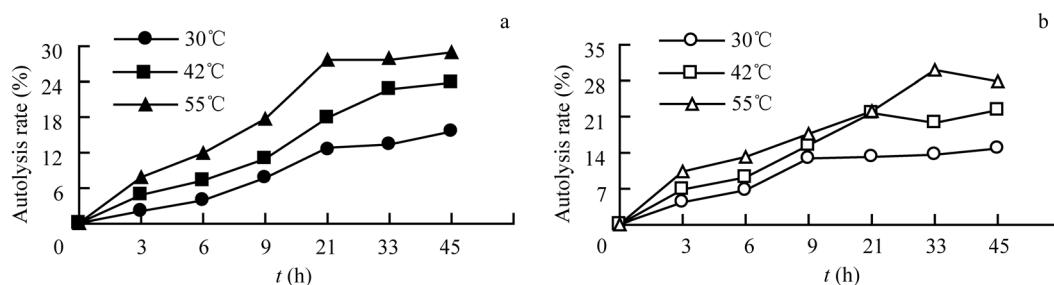 a
Autolysis rate (%)
30
24
18
12
6
0
30℃
42℃
55℃
3 6 9 21 33 45
t (h)
b
Autolysis rate (%)
35
28
21
14
7
0
30℃
42℃
55℃
3 6 9 21 33 45
t (h)